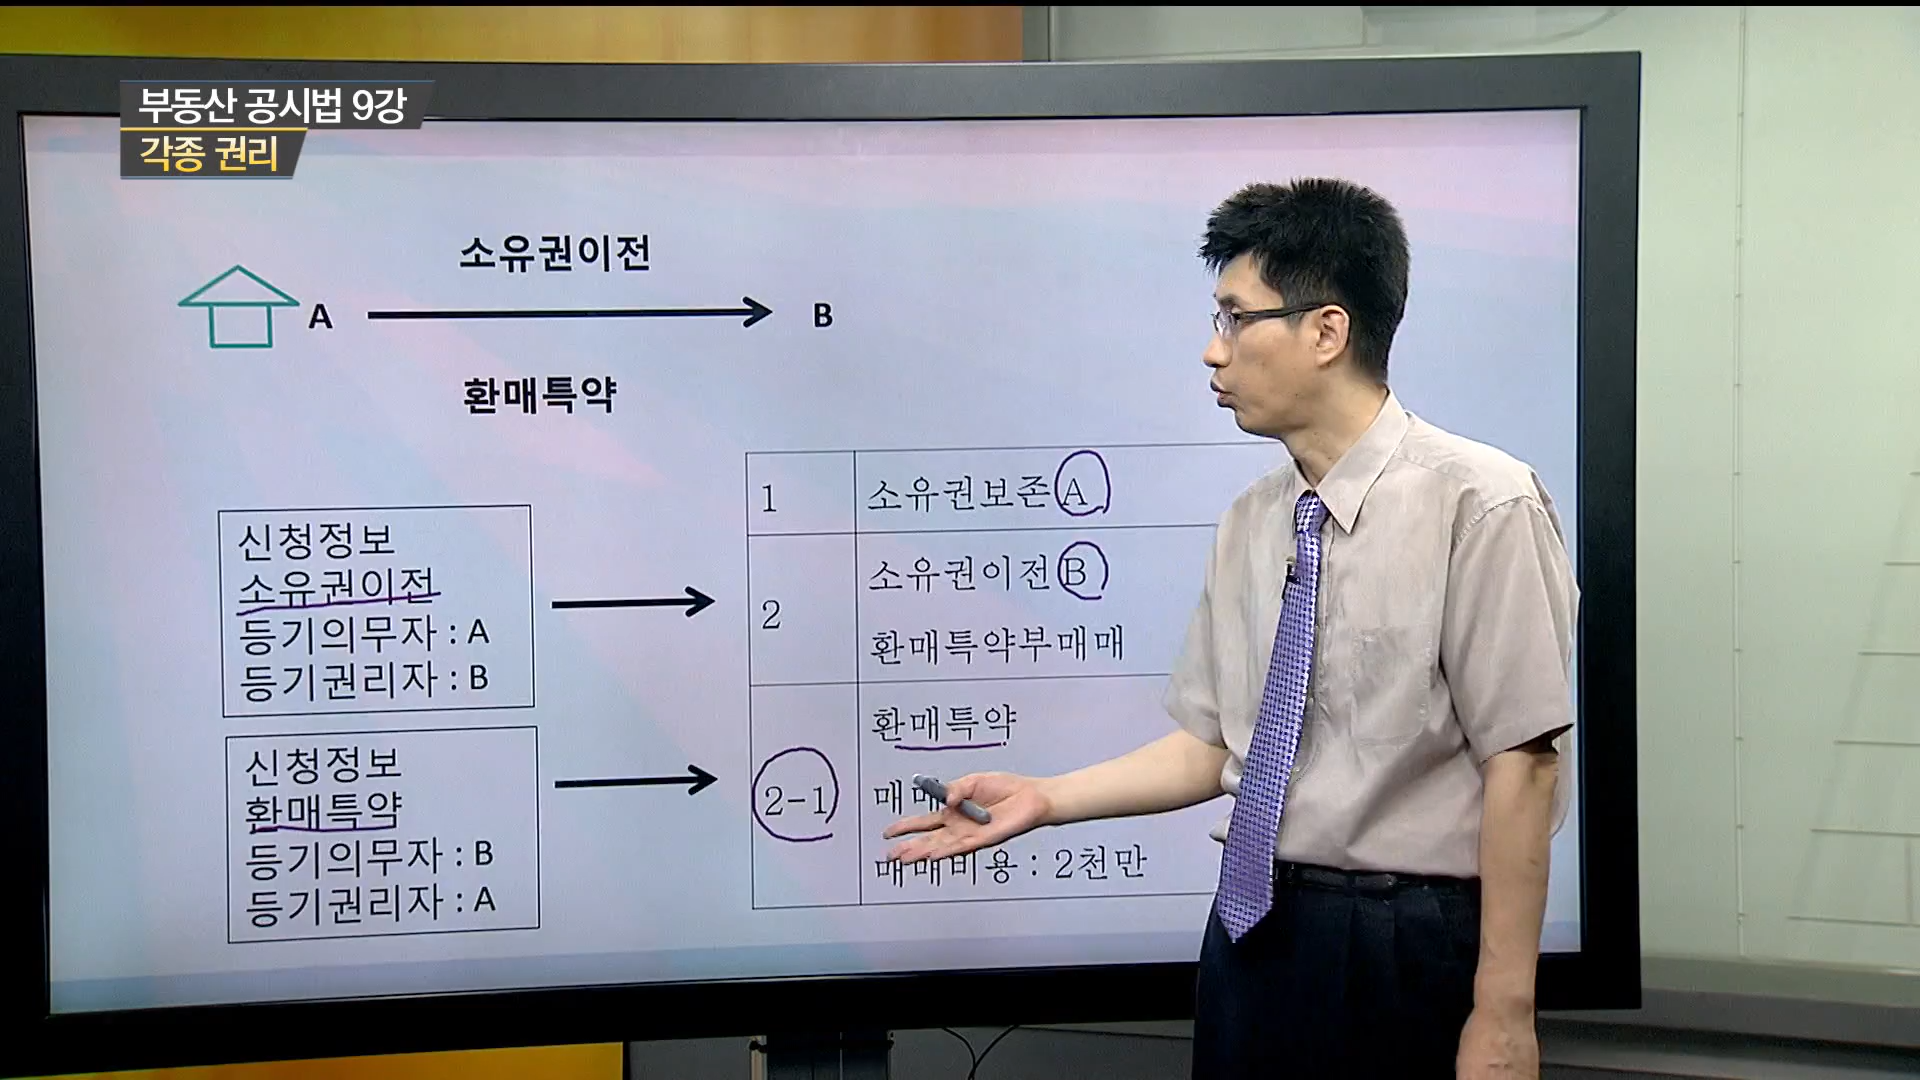 부동산 공시법 9강
각종 권리
소유권이전
A
B
환매특약
신청정보
소유권이전
등기의무자 : A
등기권리자 : B
신청정보
환매특약
등기의무자 : B
등기권리자 : A
1
소유권보존 A
2
소유권이전 B
환매특약부매매
2-1
환매특약
매매비용 : 2천만